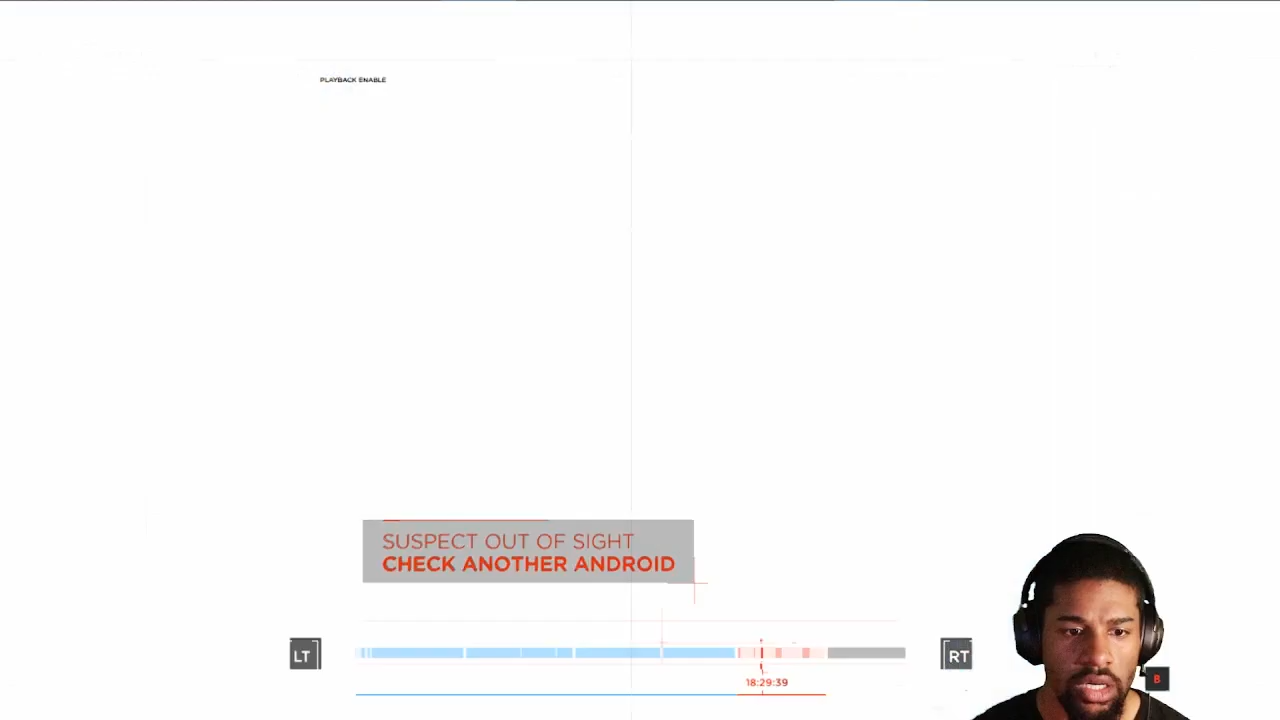 PLAYBACK ENABLE
SUSPECT OUT OF SIGHT
CHECK ANOTHER ANDROID
LT
RT
B
18:29:39